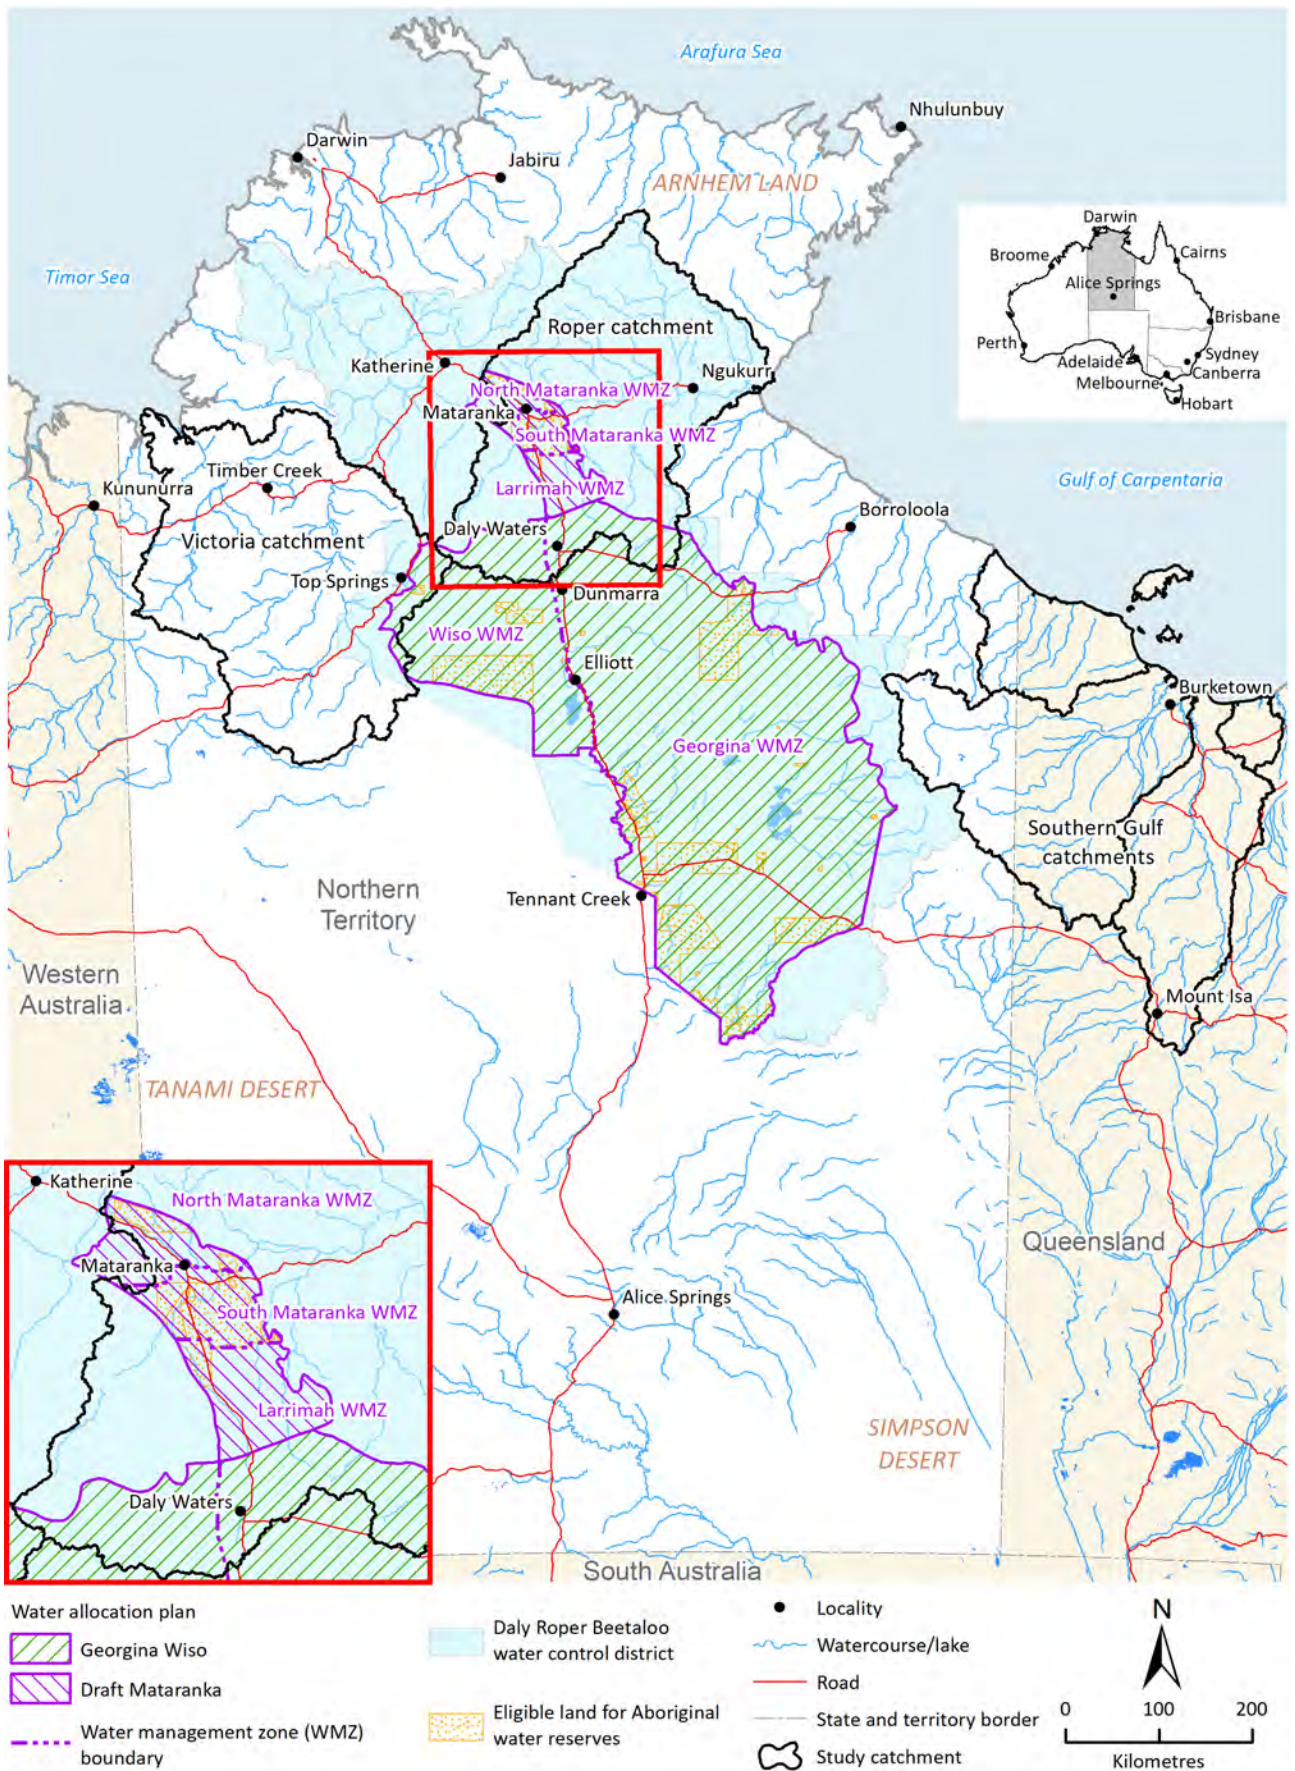 Arafura Sea
Nhulunbuy
Darwin
Jabiru
ARNHEM LAND
Timor Sea
Darwin
Broome
Cairns
Alice Springs
Brisbane
Perth
Adelaide
Sydney
Canberra
Melbourne
Hobart
Roper catchment
Katherine
Ngukurr
North Mataranka WMZ
Mataranka
South Mataranka WMZ
Larrimah WMZ
Timber Creek
Kununurra
Gulf of Carpentaria
Borroloola
Daly Waters
Victoria catchment
Top Springs
Dunmarra
Wiso WMZ
Elliott
Burketown
Georgina WMZ
Southern Gulf
catchments
Northern
Territory
Tennant Creek
Western
Australia
Mount Isa
TANAMI DESERT
Katherine
North Mataranka WMZ
Mataranka
South Mataranka WMZ
Larrimah WMZ
Daly Waters
Queensland
Alice Springs
SIMPSON
DESERT
South Australia
Water allocation plan
Georgina Wiso
Draft Mataranka
Water management zone (WMZ)
boundary
Daly Roper Beetaloo
water control district
Eligible land for Aboriginal
water reserves
Locality
Watercourse/lake
Road
State and territory border
Study catchment
N
0 100 200
Kilometres